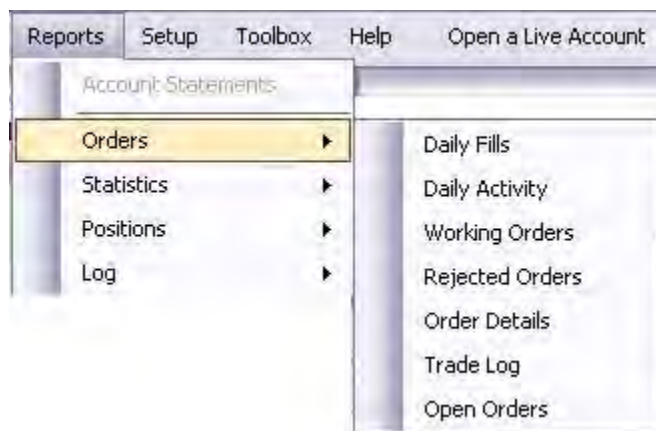 Reports Setup Toolbox Help Open a Live Account
Account Statements
Orders
Statistics
Positions
Log
Daily Fills
Daily Activity
Working Orders
Rejected Orders
Order Details
Trade Log
Open Orders